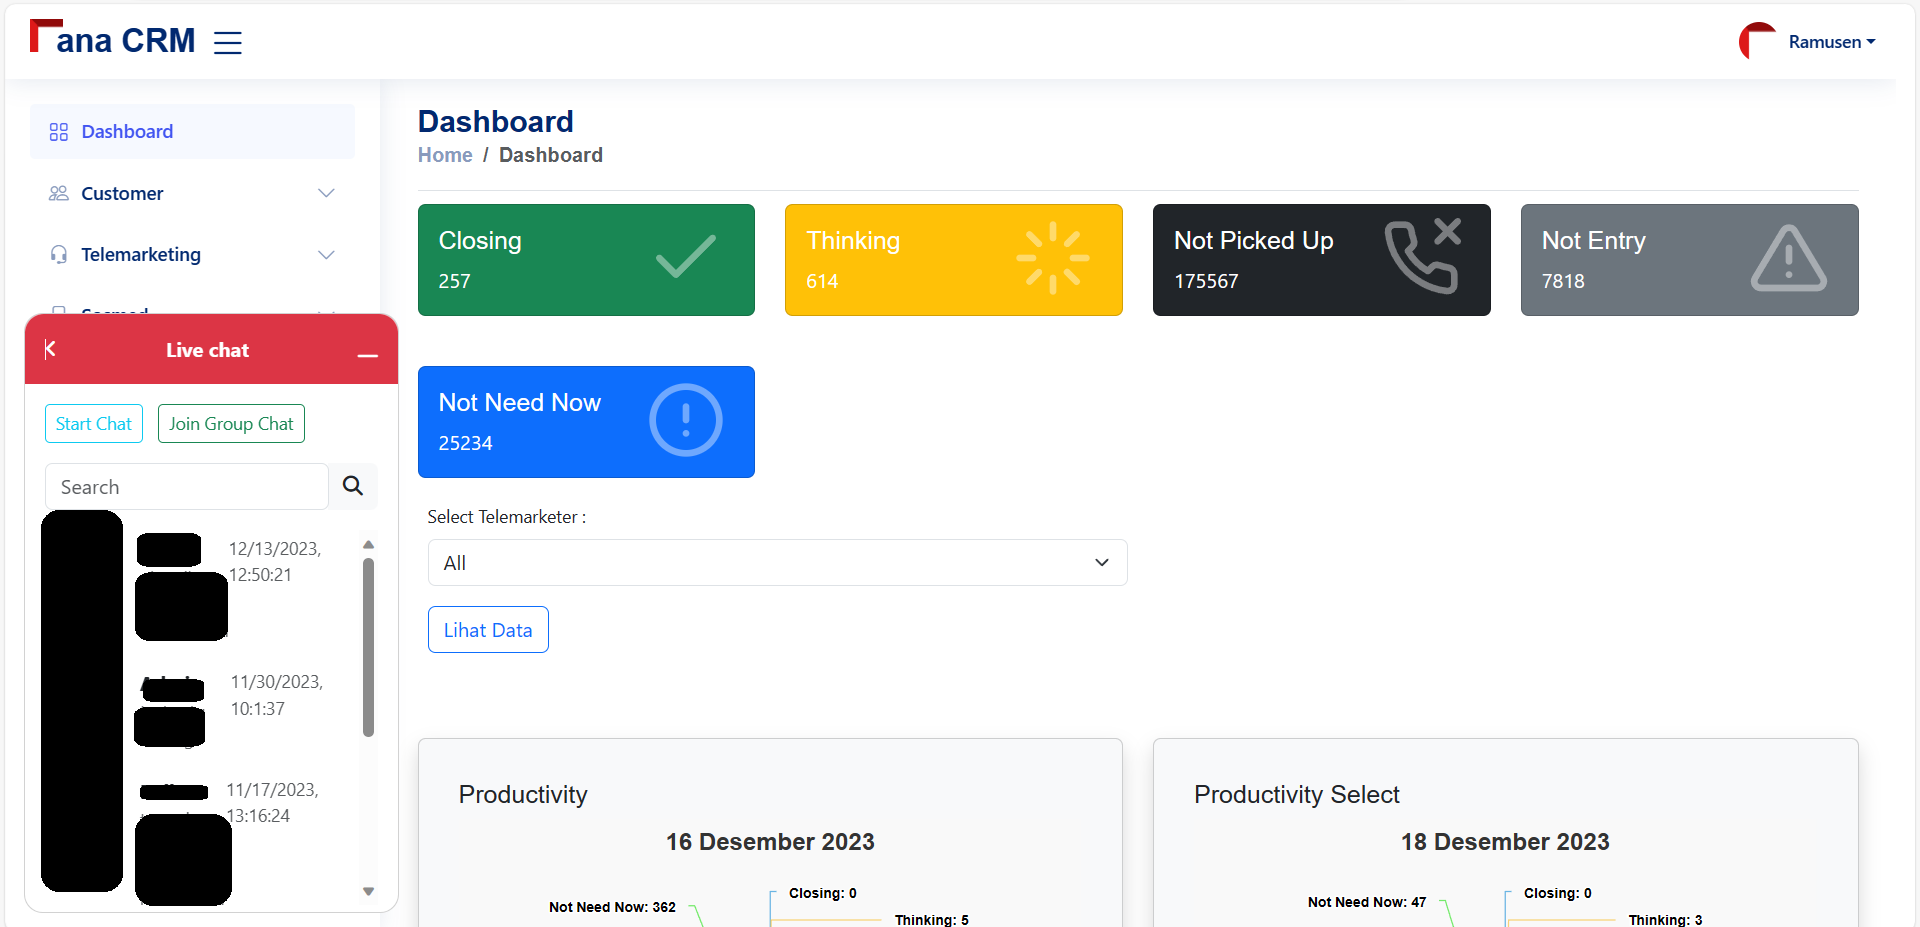 ana CRM
Ramusen
Dashboard
Customer
Telemarketing
Dashboard
Home / Dashboard
Closing
257
Thinking
614
Not Picked Up
175567
Not Entry
7818
Not Need Now
25234
Select Telemarketer :
All
Lihat Data
Live chat
Start Chat
Join Group Chat
Search
12/13/2023,
12:50:21
11/30/2023,
10:1:37
11/17/2023,
13:16:24
Productivity
16 Desember 2023
Closing: 0
Not Need Now: 362
Thinking: 5
Productivity Select
18 Desember 2023
Closing: 0
Not Need Now: 47
Thinking: 3